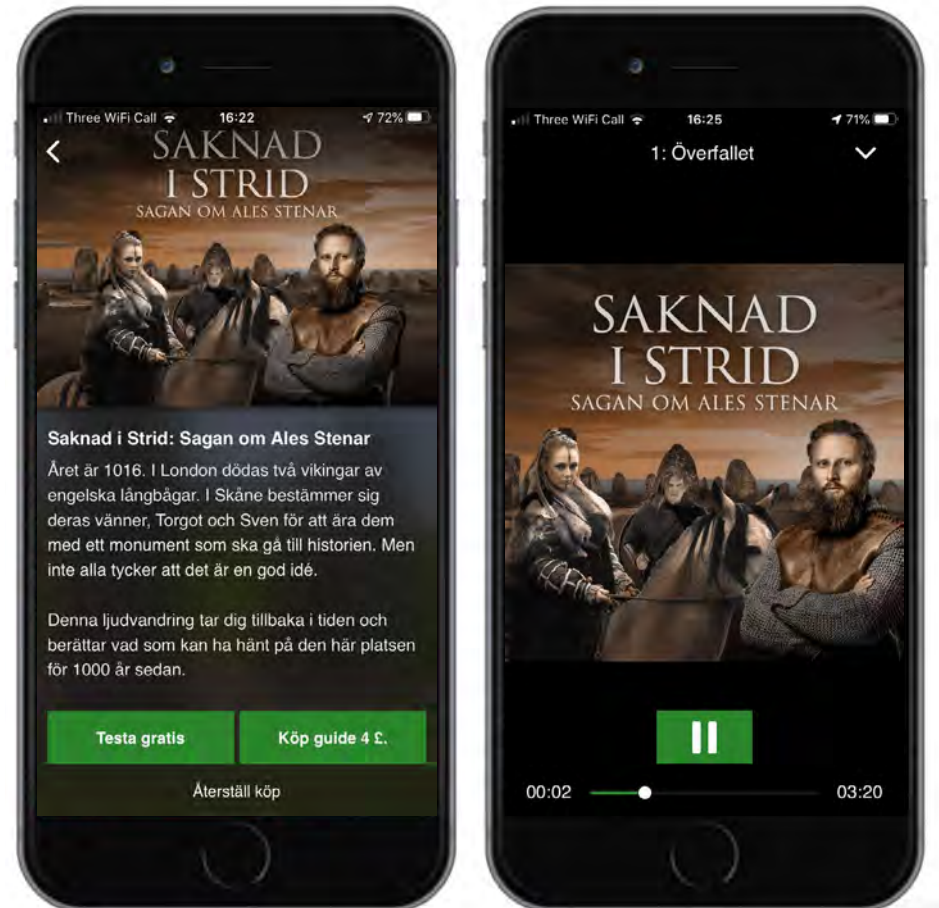 Three WiFi Call 16:22 72%
SAKNAD
I STRID
SAGAN OM ALES STENAR
Saknad i Strid: Sagan om Ales Stenar
Året är 1016. I London dödas två vikingar av
engelska långbågar. I Skåne bestämmer sig
deras vänner, Torgot och Sven för att ära dem
med ett monument som ska gå till historien. Men
inte alla tycker att det är en god idé.
Denna ljudvandring tar dig tillbaka i tiden och
berättar vad som kan ha hänt på den här platsen
för 1000 år sedan.
Testa gratis
Köp guide 4 £.
Återställ köp
Three WiFi Call 16:25 71%
1: Överfallet
SAKNAD
I STRID
SAGAN OM ALES STENAR
00:02 03:20